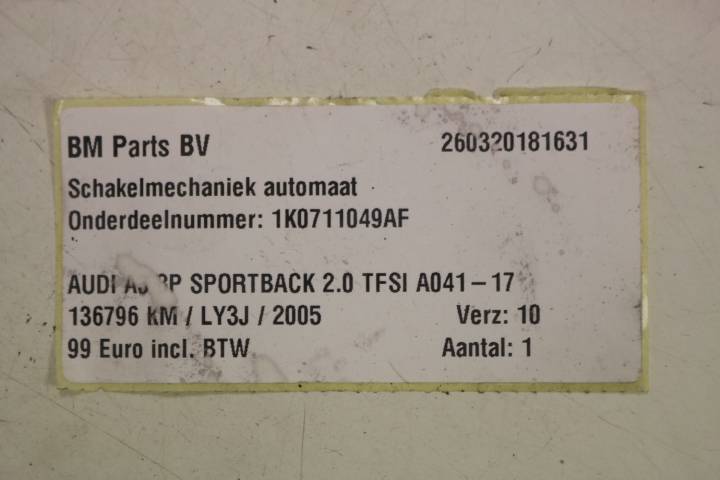 BM Parts BV 260320181631
Schakelmechaniek automaat
Onderdeelnummer: 1K0711049AF
AUDI SPORTBACK 2.0 TFSI A041-17
136796 KM / LY3J / 2005 Verz: 10
99 Euro incl. BTW Aantal: 1